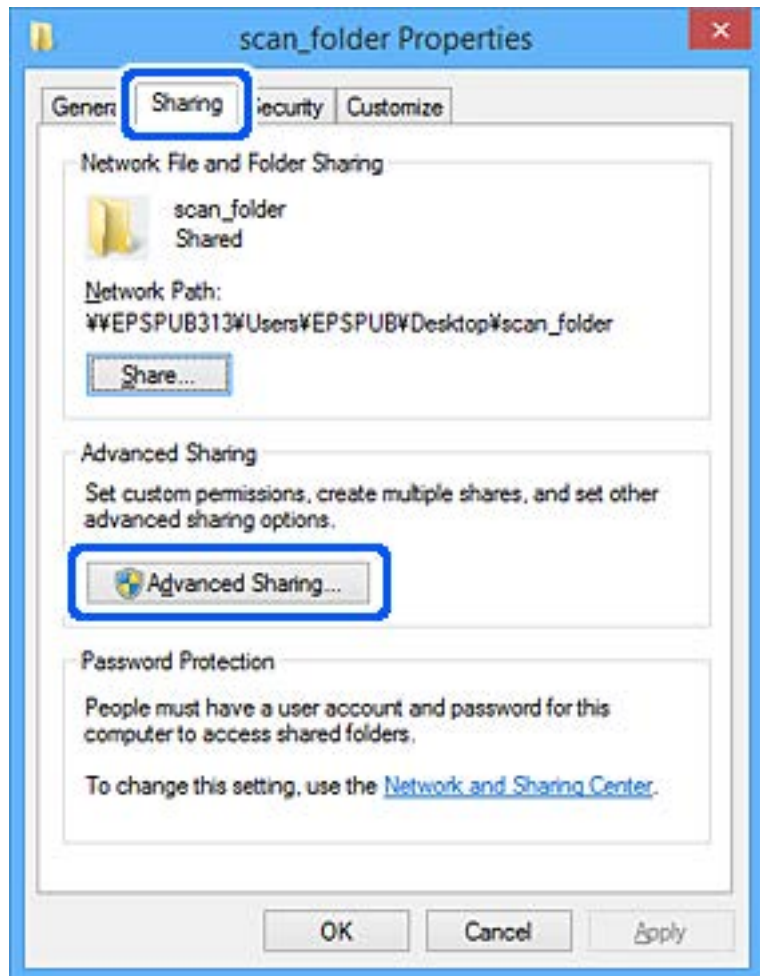 scan_folder Properties
General Sharing Security Customize
Network File and Folder Sharing
scan_folder
Shared
Network Path:
¥¥EPSPUB313¥Users¥EPSPUB¥Desktop¥scan_folder
Share...
Advanced Sharing
Set custom permissions, create multiple shares, and set other
advanced sharing options.
Advanced Sharing...
Password Protection
People must have a user account and password for this
computer to access shared folders.
To change this setting, use the Network and Sharing Center.
OK Cancel Apply